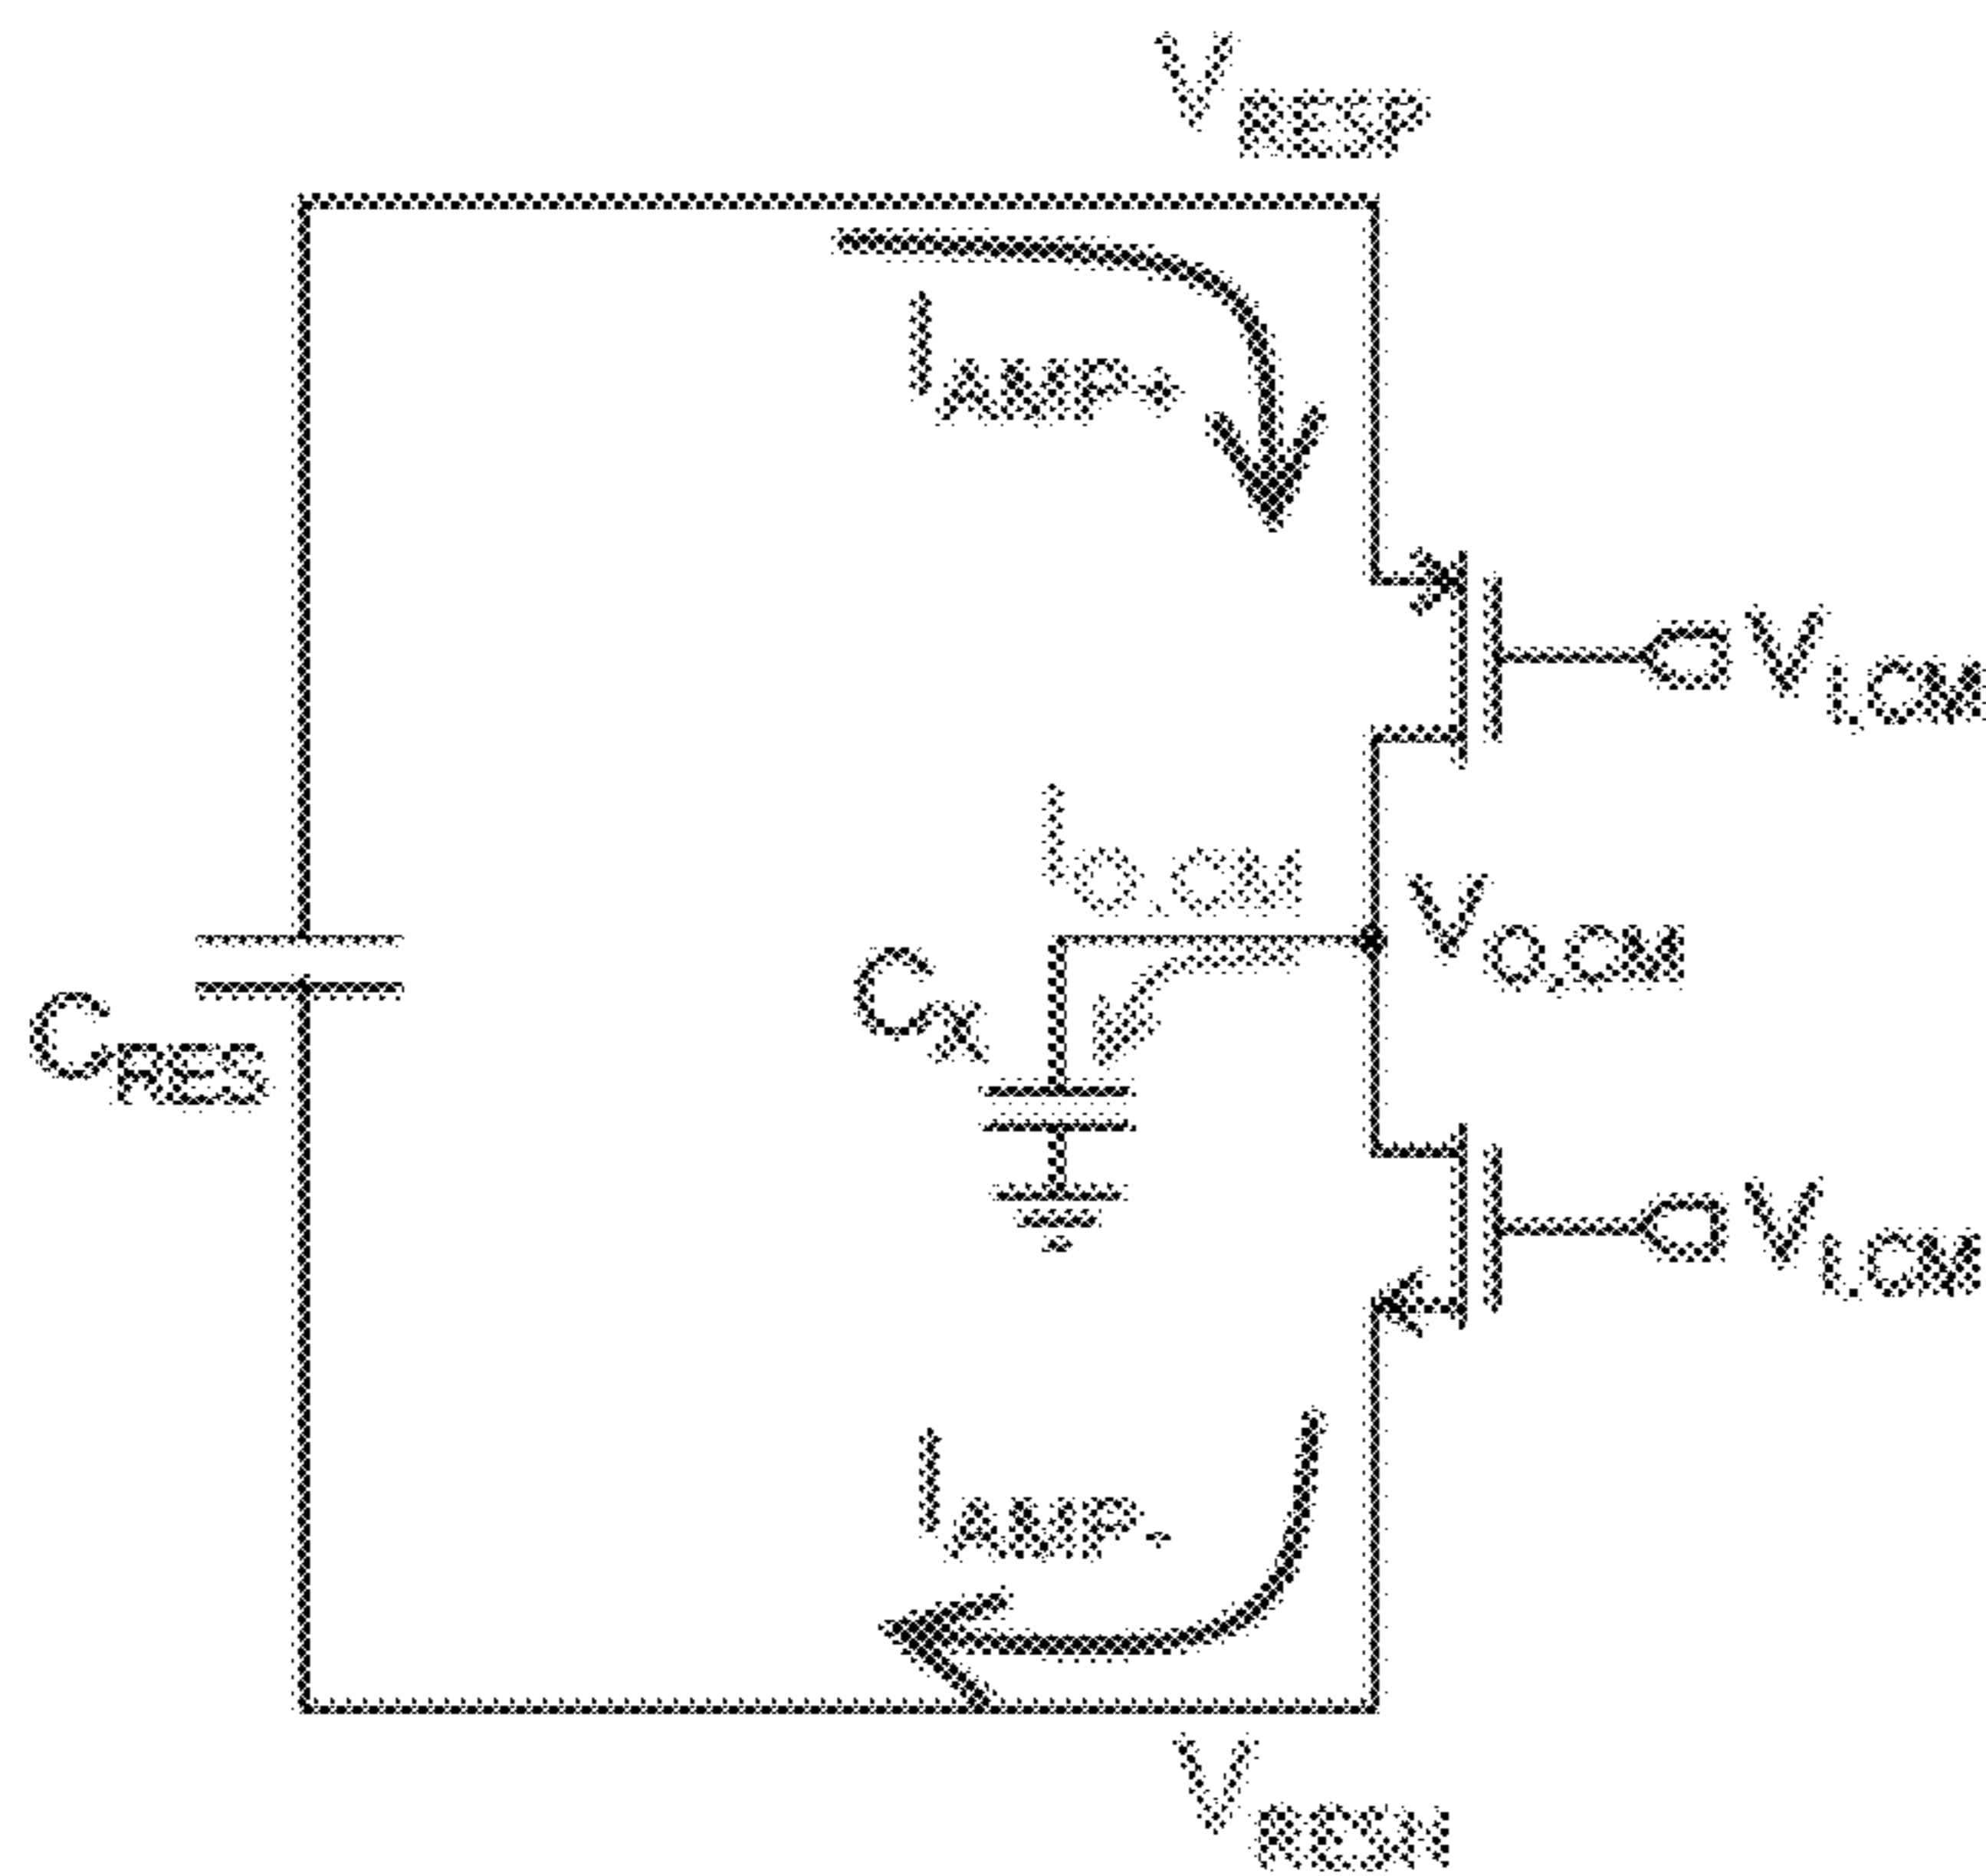 V_RESP
I_AMP+
V_I,CM
I_O,CM
V_O,CM
C_X
C_RES
V_I,CM
I_AMP-
V_RESN